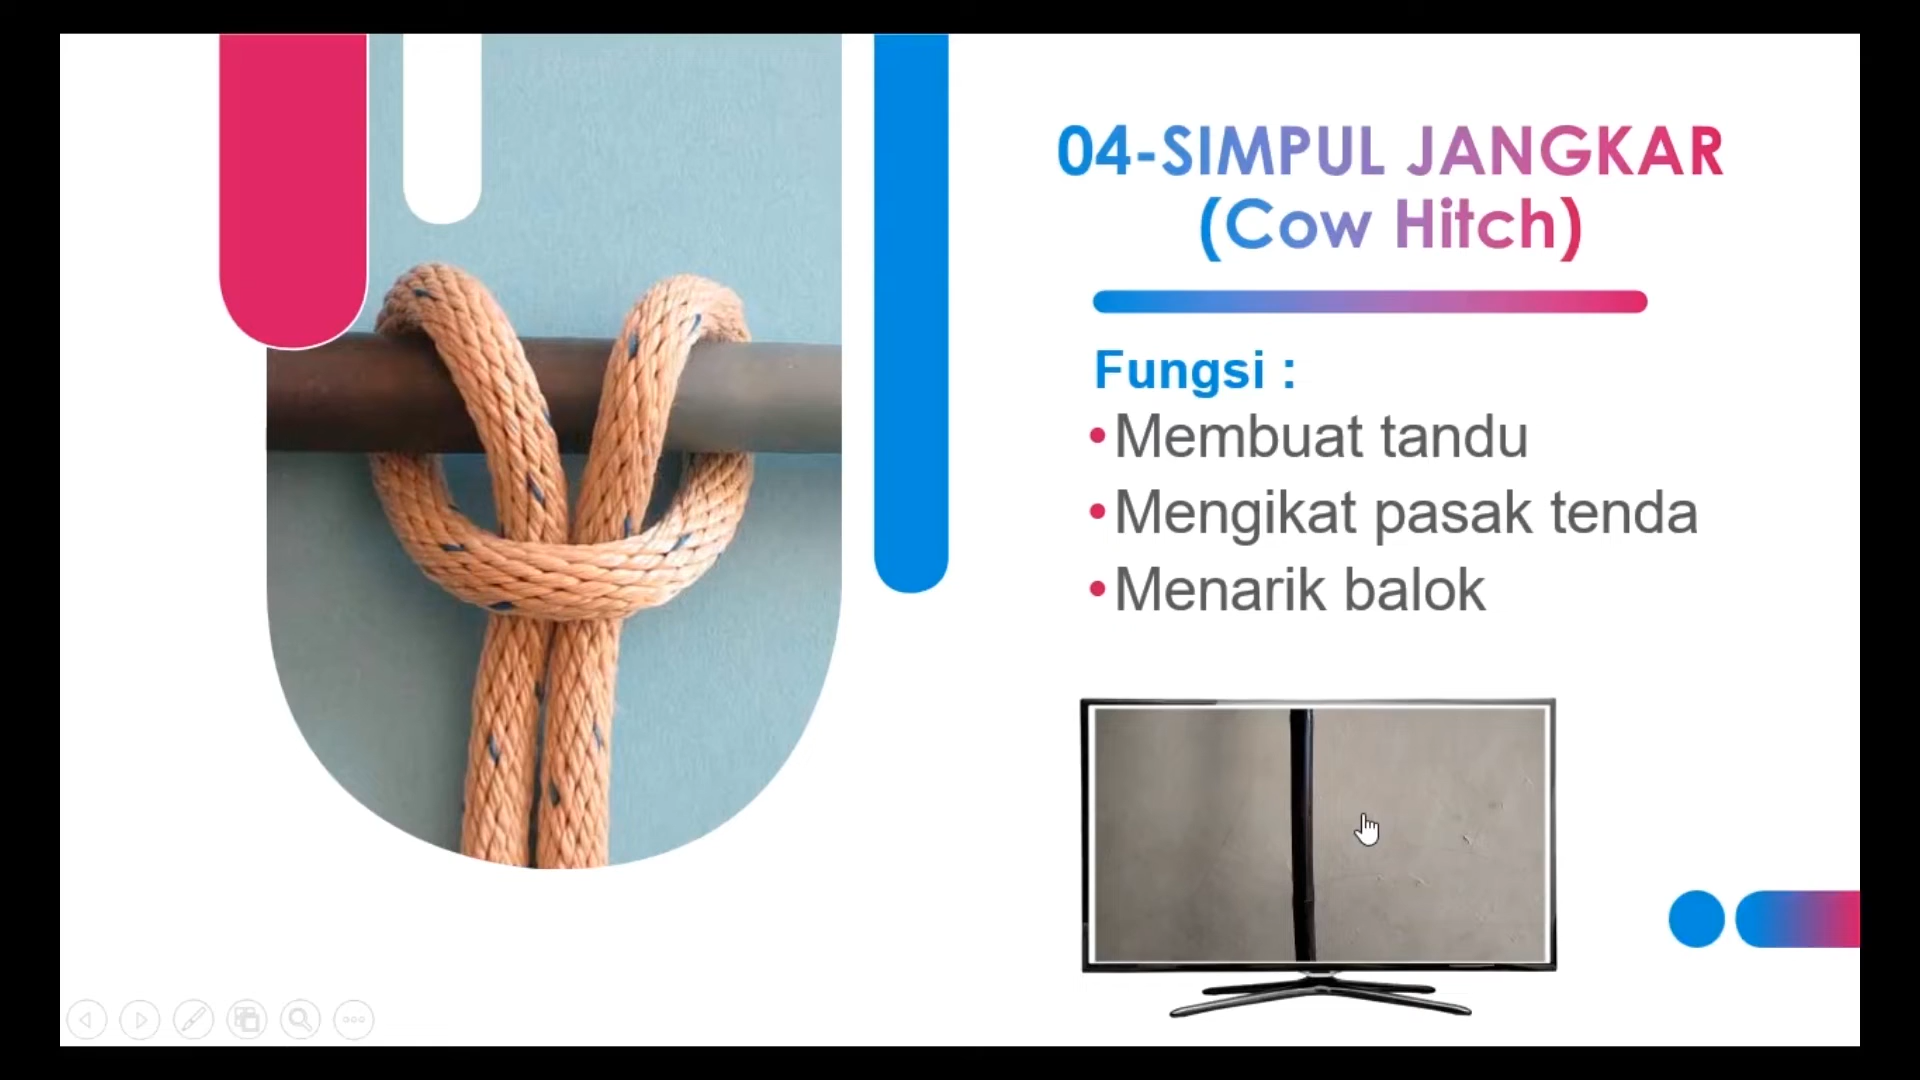 04-SIMPUL JANGKAR
(Cow Hitch)
Fungsi :
•Membuat tandu
•Mengikat pasak tenda
•Menarik balok